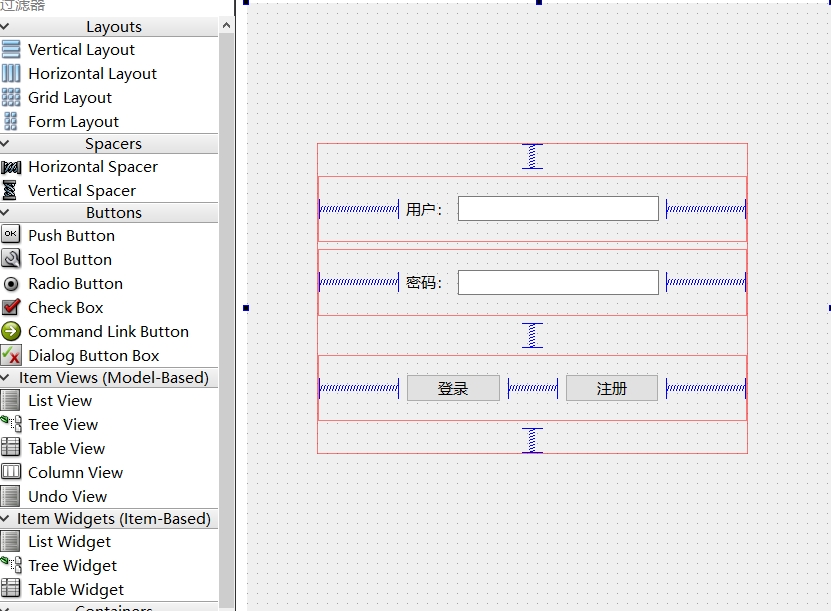 过滤器
Layouts
Vertical Layout
Horizontal Layout
Grid Layout
Form Layout
Spacers
Horizontal Spacer
Vertical Spacer
Buttons
OK
Push Button
Tool Button
Radio Button
Check Box
Command Link Button
Dialog Button Box
Item Views (Model-Based)
List View
Tree View
Table View
Column View
Undo View
Item Widgets (Item-Based)
List Widget
Tree Widget
Table Widget
Containers
用户：
密码：
登录 注册